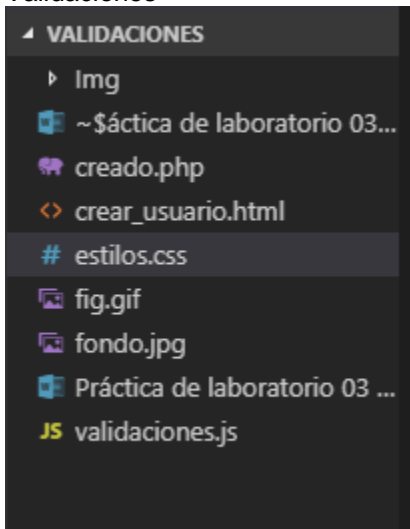 VALIDACIONES
Img
~$áctica de laboratorio 03...
creado.php
<> crear_usuario.html
# estilos.css
fig.gif
fondo.jpg
Práctica de laboratorio 03 ...
JS validaciones.js